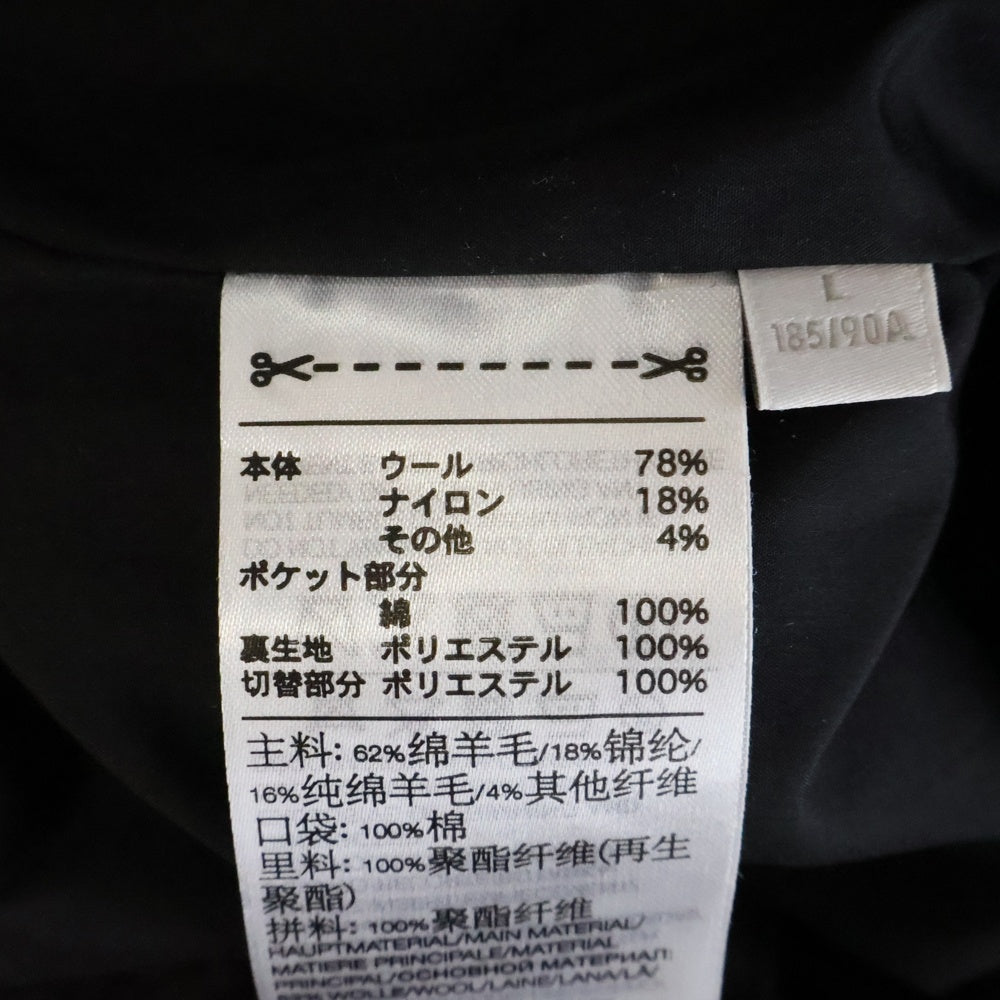 L
185/90A
本体 ウール 78%
ナイロン 18%
その他 4%
ポケット部分
綿 100%
裏生地 ポリエステル 100%
切替部分 ポリエステル 100%
主料: 62%绵羊毛/18%锦纶/
16%纯绵羊毛/4%其他纤维
口袋: 100%棉
里料: 100%聚酯纤维(再生
聚酯)
拼料: 100%聚酯纤维
HAUPTMATERIAL/MAIN MATERIAL/
MATIERE PRINCIPALE/MATERIAL
PRINCIPAL/ОСНОВНОЙ МАТЕРИАЛ:
WOLLE/WOOL/LAINE/LANA/LÃ/